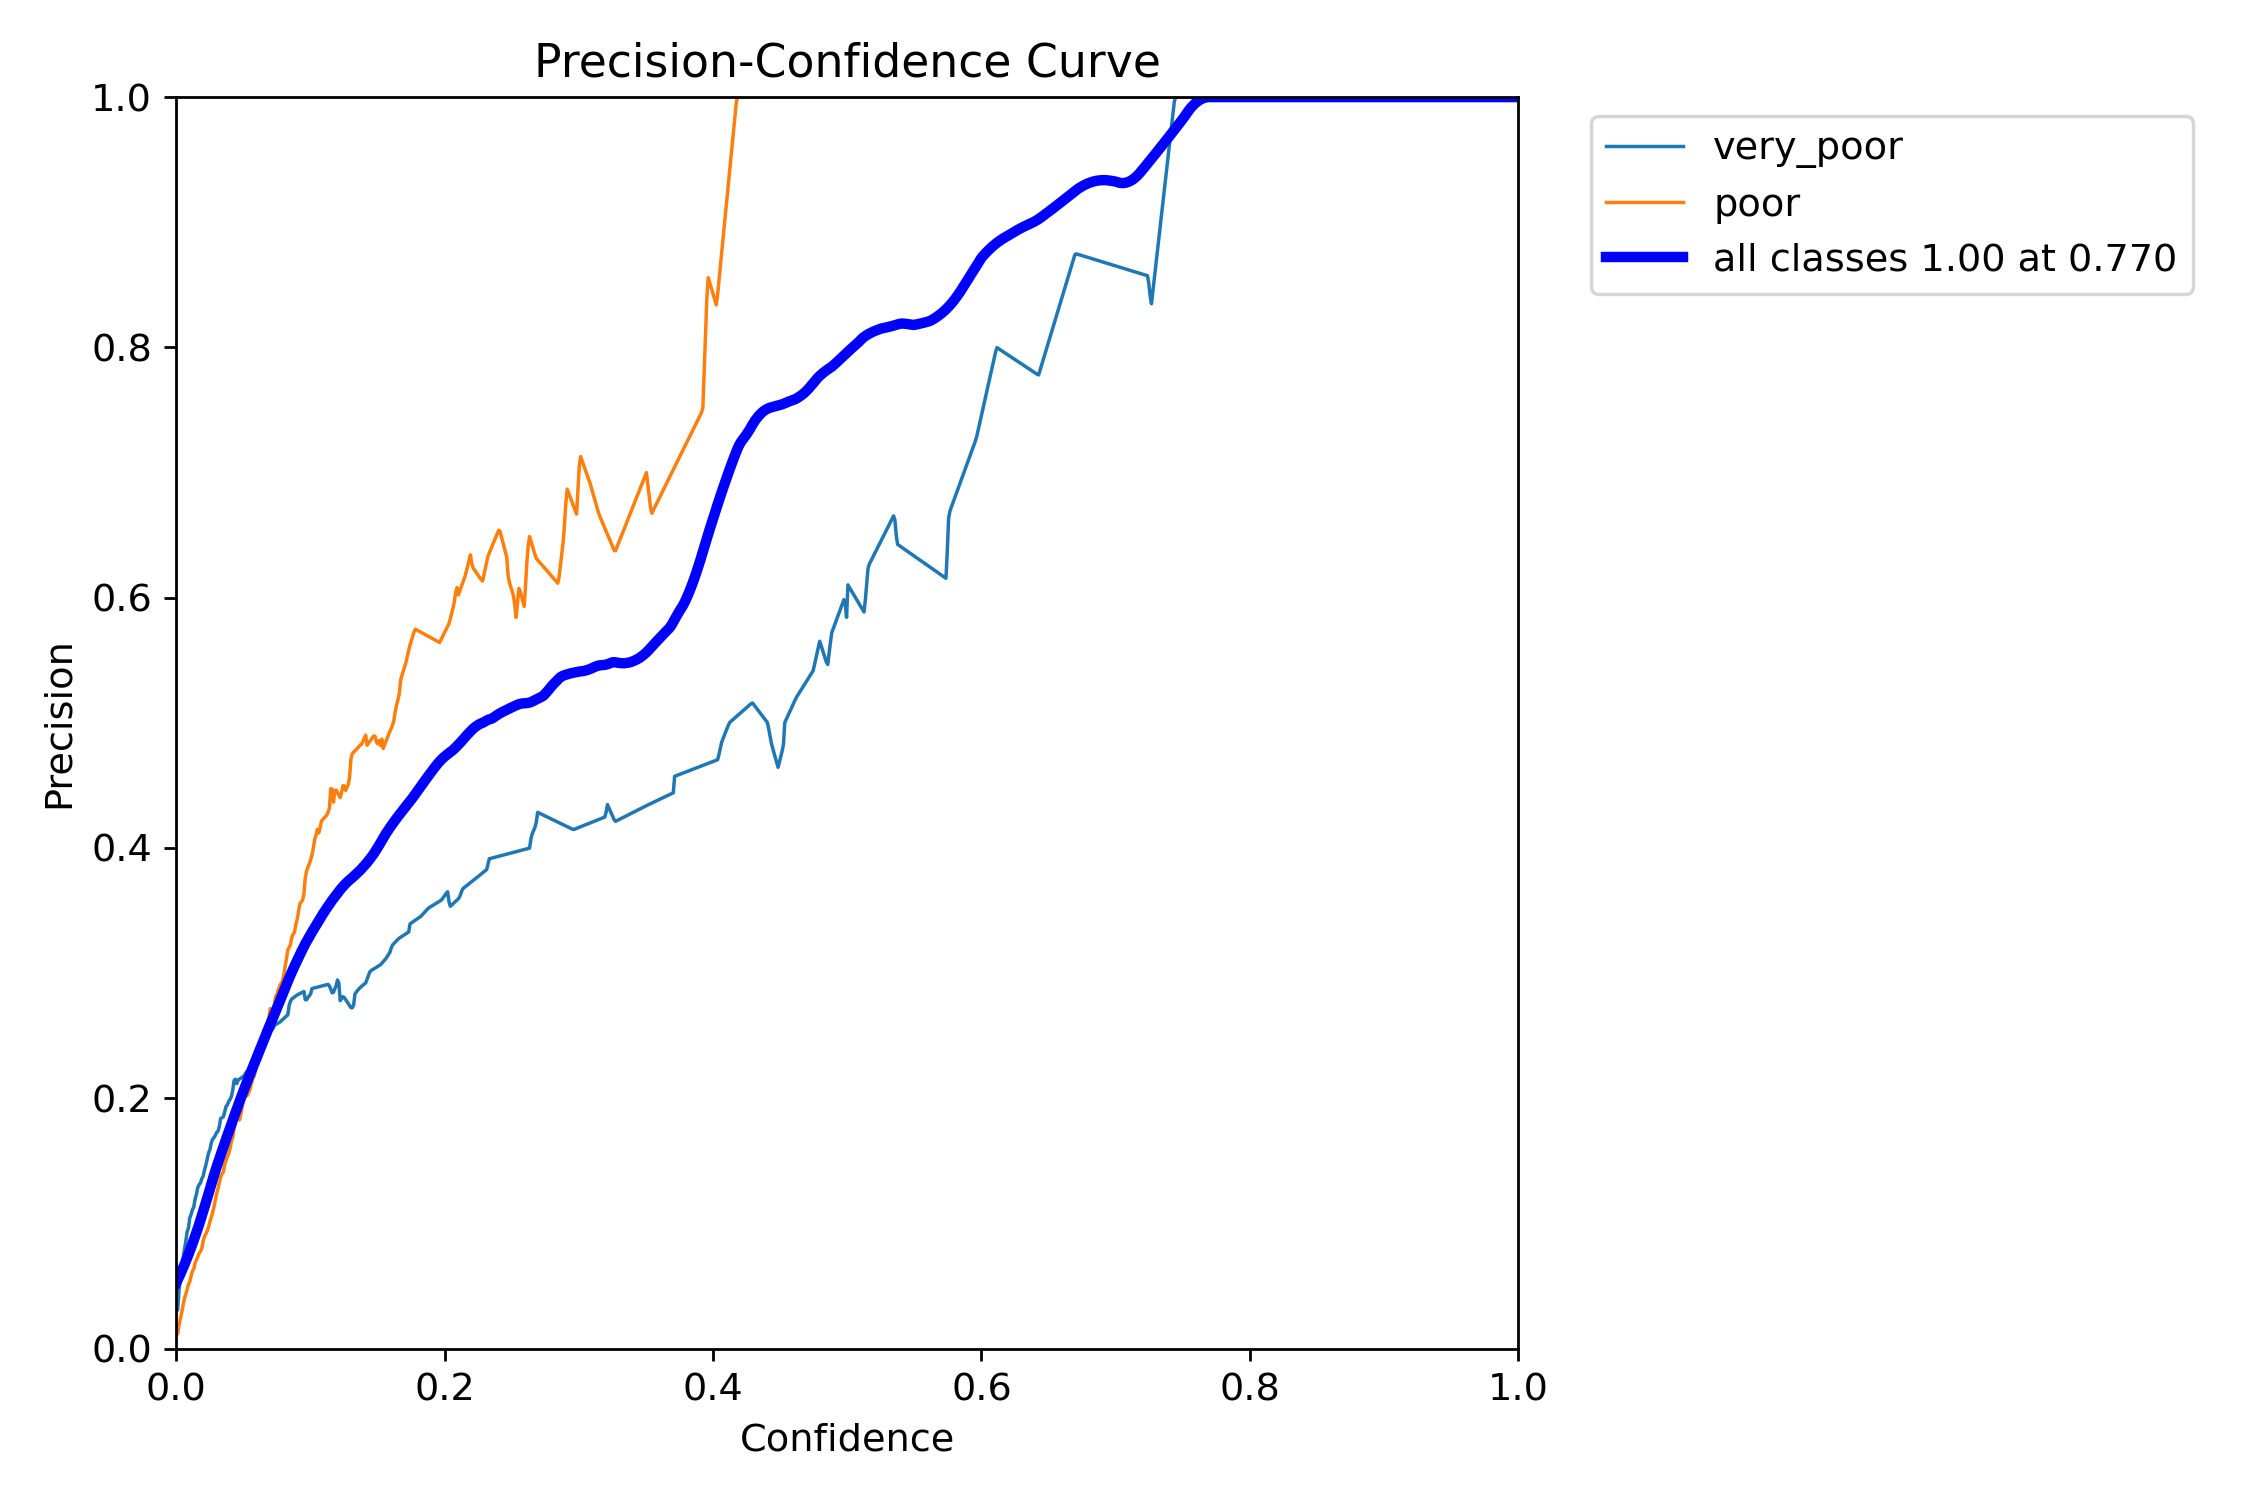 Precision-Confidence Curve
1.0
0.8
0.6
0.4
0.2
0.0
Precision
0.0 0.2 0.4 0.6 0.8 1.0
Confidence
very_poor
poor
all classes 1.00 at 0.770